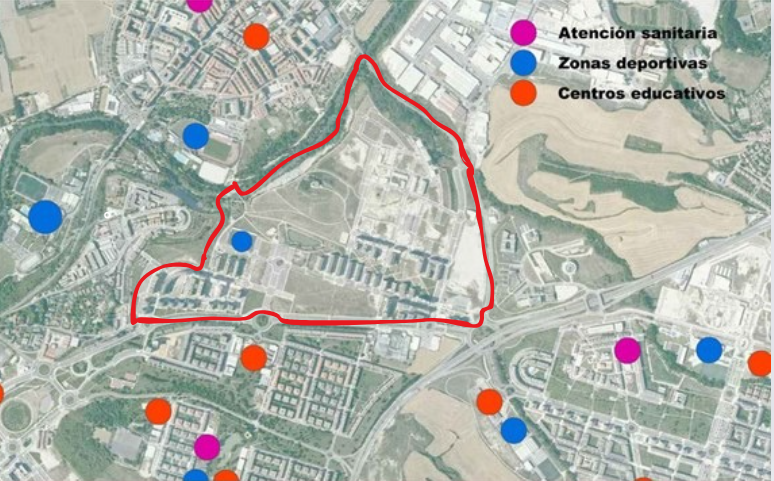 Atención sanitaria
Zonas deportivas
Centros educativos